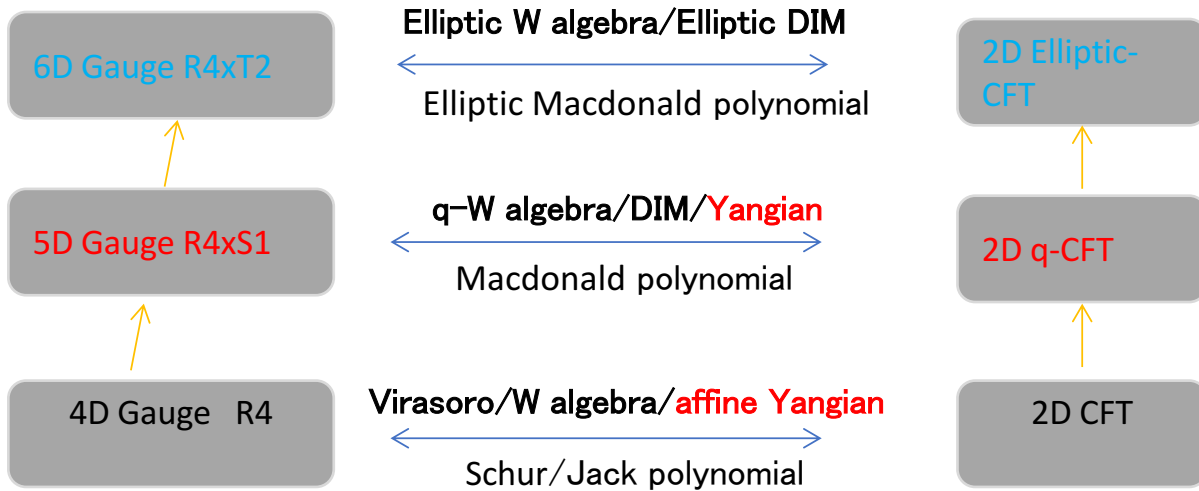 Elliptic W algebra/Elliptic DIM
6D Gauge R4xT2
2D Elliptic-
CFT
Elliptic Macdonald polynomial
q-W algebra/DIM/Yangian
5D Gauge R4xS1
2D q-CFT
Macdonald polynomial
Virasoro/W algebra/affine Yangian
4D Gauge R4
2D CFT
Schur/Jack polynomial